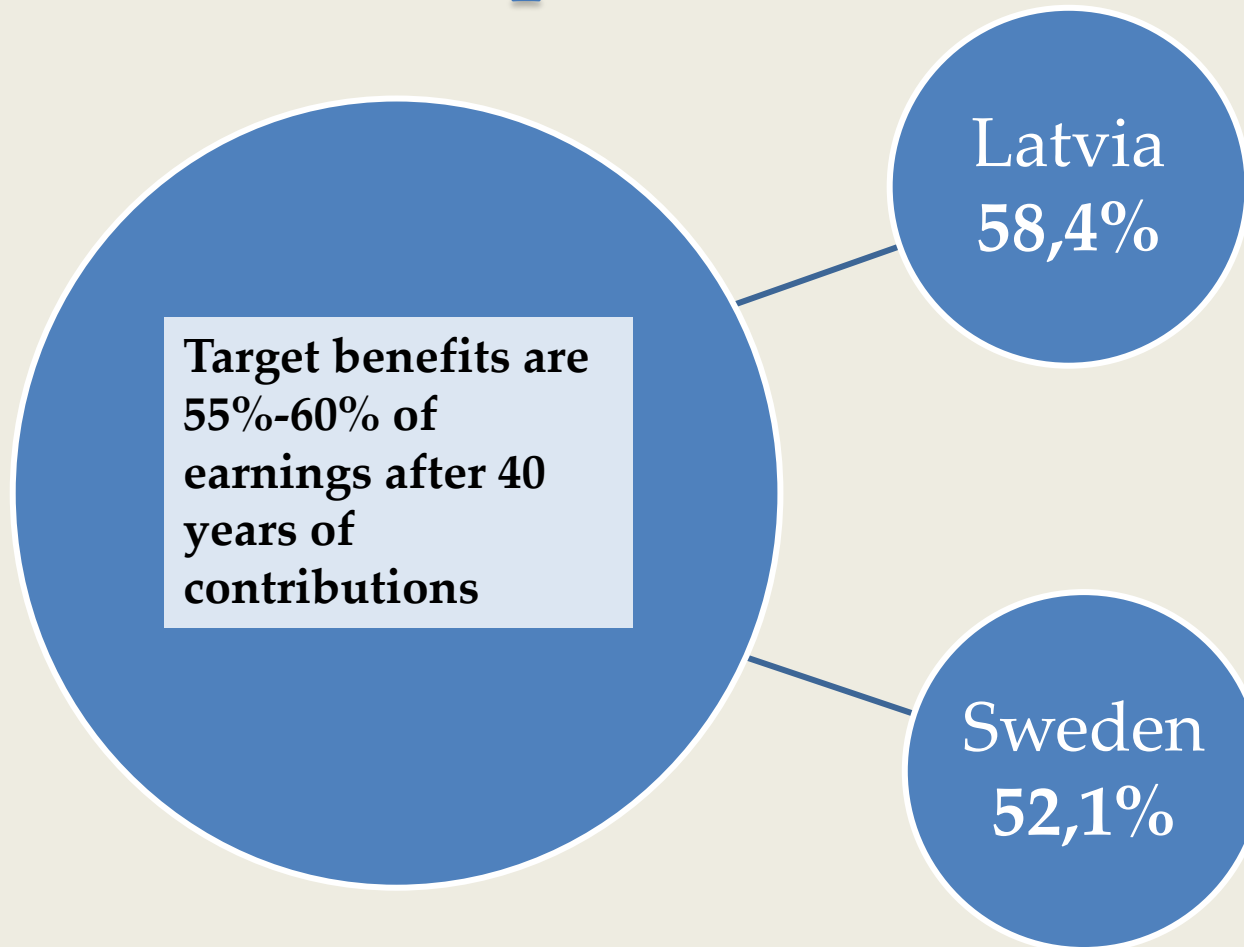 Target benefits are
55%-60% of
earnings after 40
years of
contributions
Latvia
58,4%
Sweden
52,1%